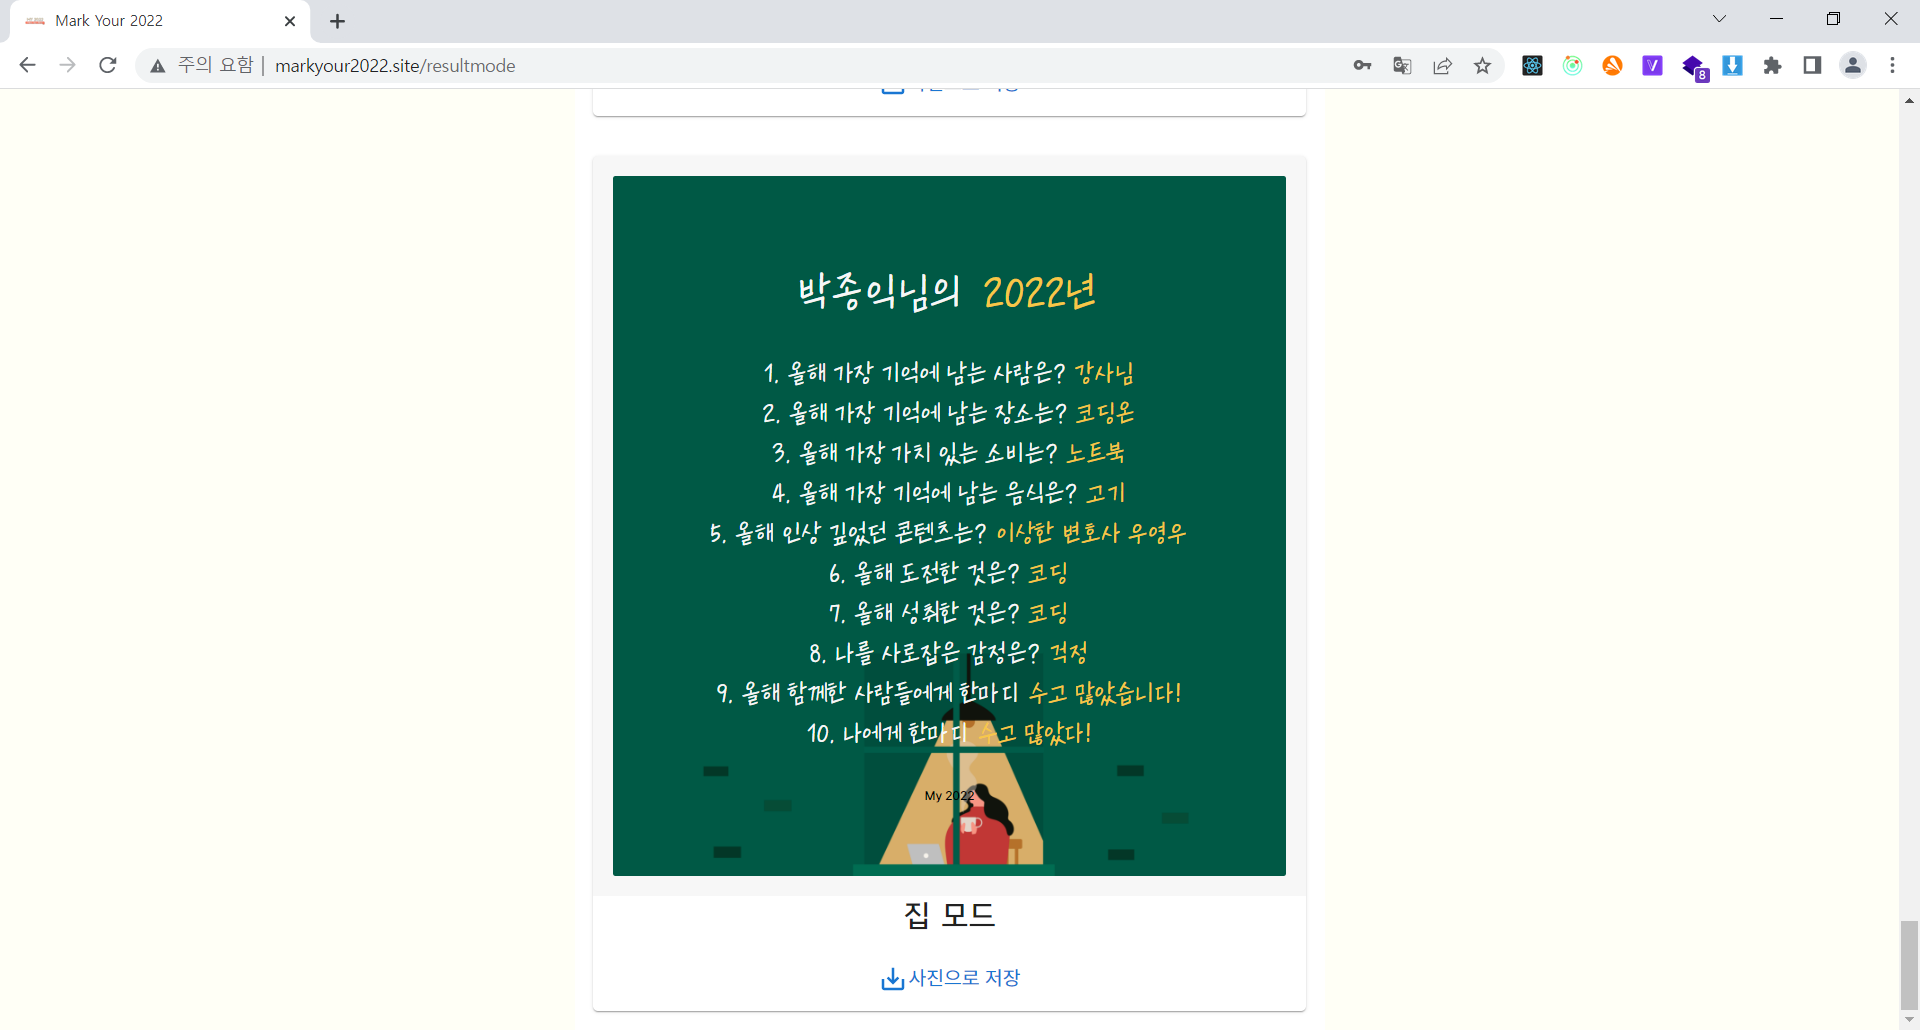 Mark Your 2022
주의 요함 markyour2022.site/resultmode
8
박종익님의 2022년
1. 올해 가장 기억에 남는 사람은? 강사님
2. 올해 가장 기억에 남는 장소는? 코딩온
3. 올해 가장 가치 있는 소비는? 노트북
4. 올해 가장 기억에 남는 음식은? 고기
5. 올해 인상 깊었던 콘텐츠는? 이상한 변호사 우영우
6. 올해 도전한 것은? 코딩
7. 올해 성취한 것은? 코딩
8. 나를 사로잡은 감정은? 걱정
9. 올해 함께한 사람들에게 한마디 수고 많았습니다!
10. 나에게 한마디 수고 많았다!
My 2022
집 모드
사진으로 저장